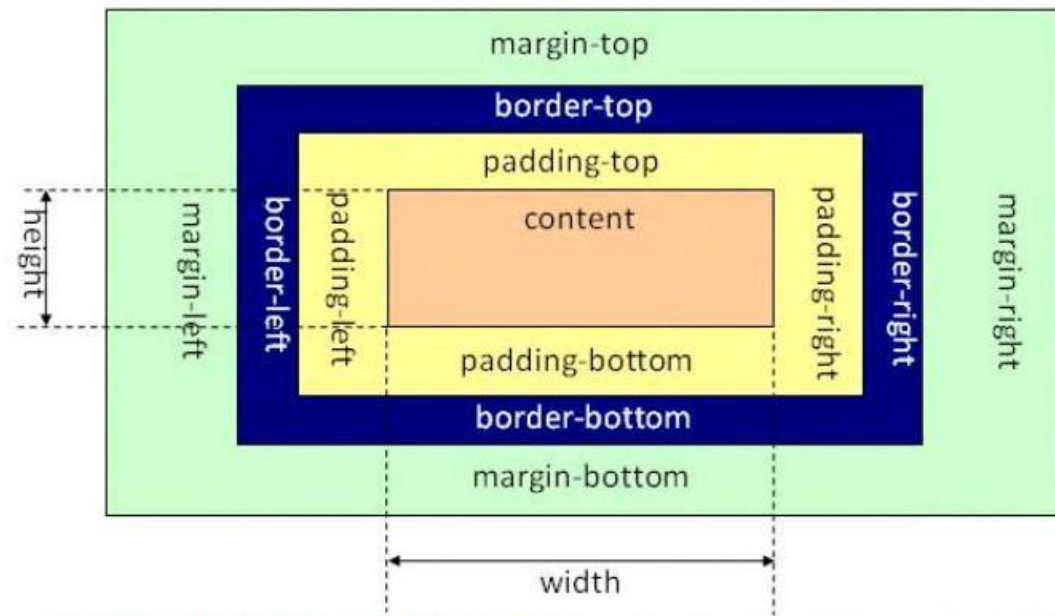 margin-top
border-top
padding-top
content
height
margin-left
border-left
padding-left
padding-right
border-right
margin-right
padding-bottom
border-bottom
margin-bottom
width